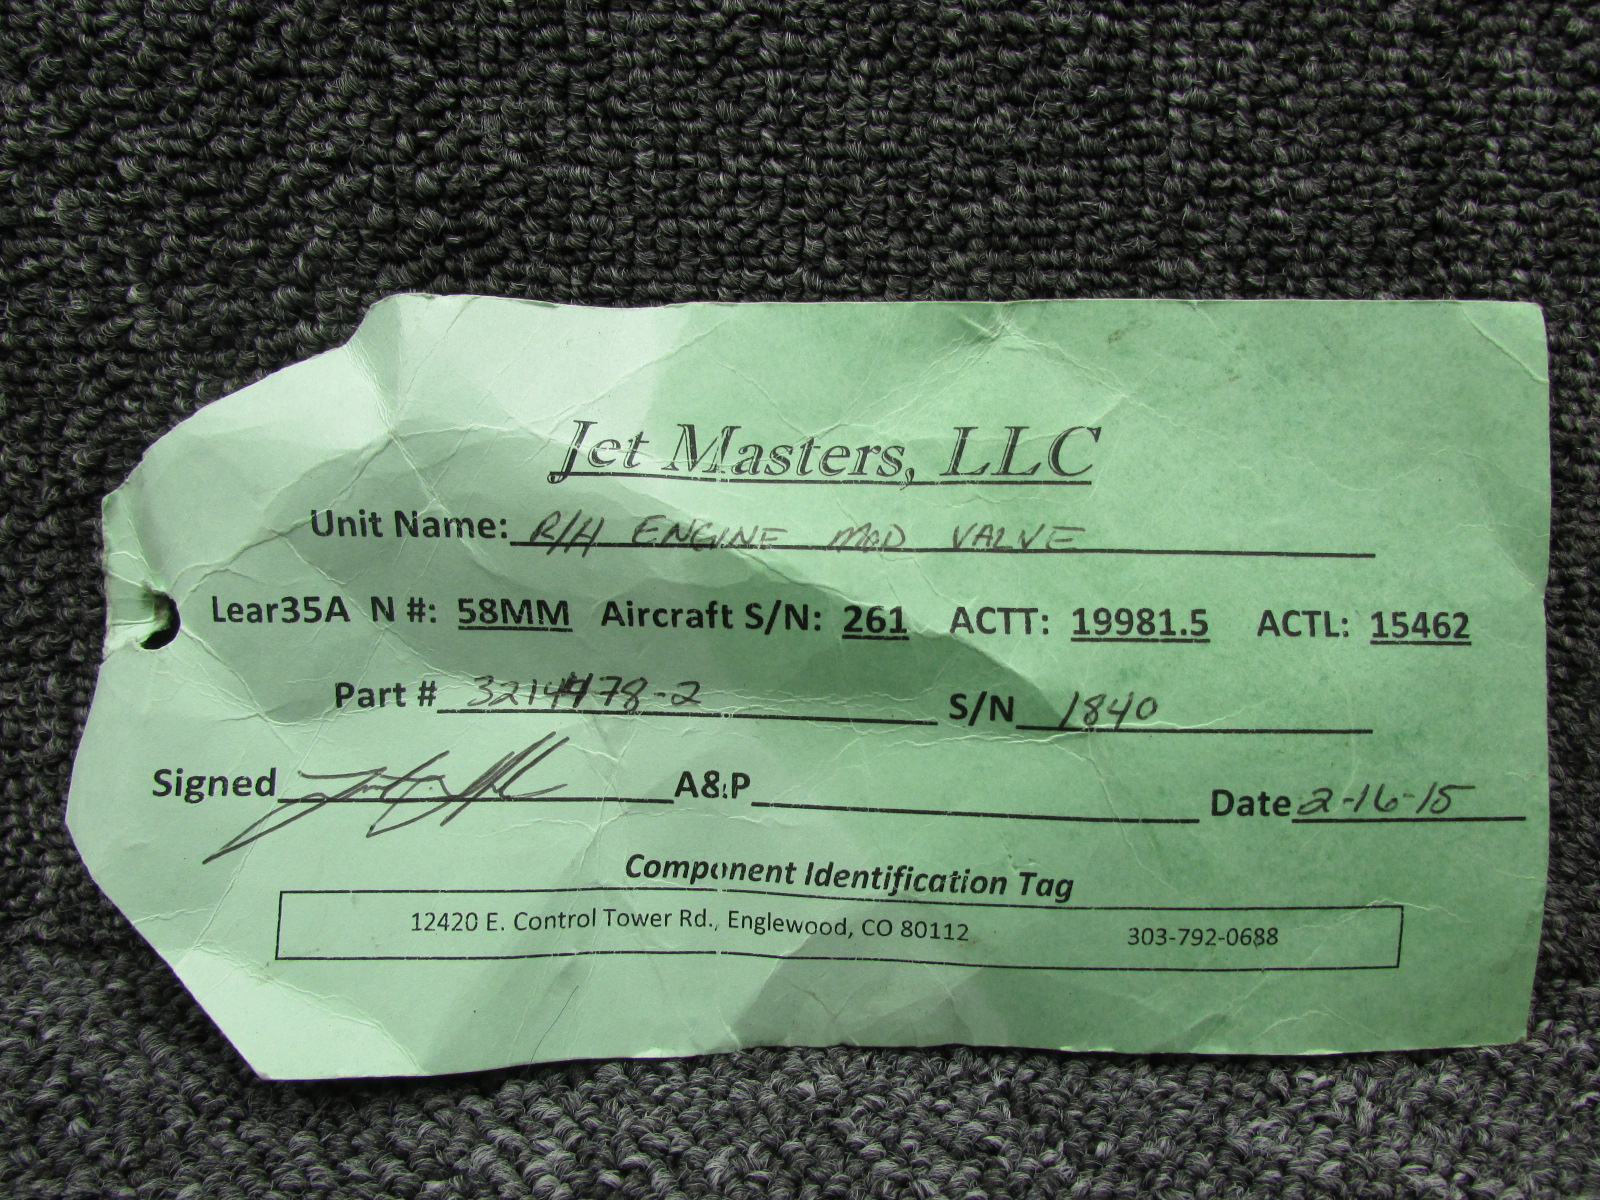 Jet Masters, LLC
Unit Name: R/H ENGINE MOD VALVE
Lear35A N #: 58MM Aircraft S/N: 261 ACTT: 19981.5 ACTL: 15462
Part # 3214478-2 S/N 1840
Signed A&P Date 2-16-15
Component Identification Tag
12420 E. Control Tower Rd., Englewood, CO 80112 303-792-0688